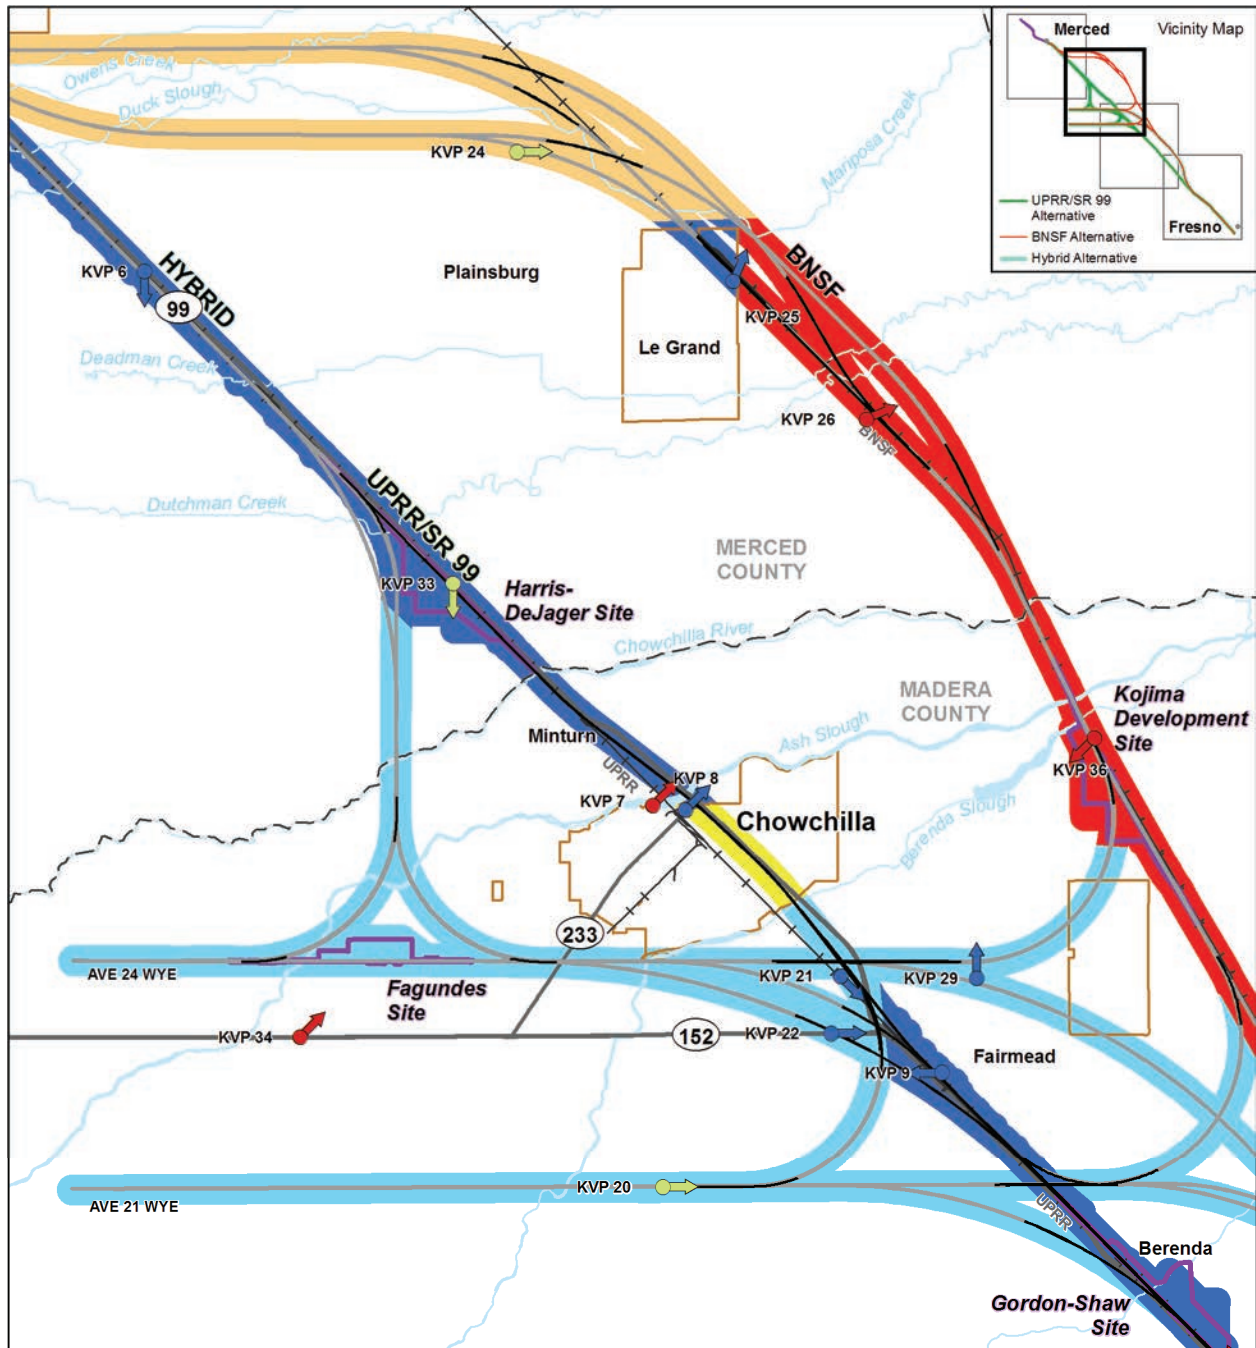 Merced
Vicinity Map
Owens Creek
Duck Slough
Mariposa Creek
KVP 24
UPRR/SR 99
Alternative
Fresno
BNSF Alternative
Hybrid Alternative
KVP 6
HYBRID
99
Plainsburg
BNSF
KVP 25
Le Grand
Deadman Creek
KVP 26
BNSF
Dutchman Creek
UPRR/SR 99
MERCED
COUNTY
KVP 33
Harris-
DeJager Site
Chowchilla River
MADERA
COUNTY
Kojima
Development
Site
Minturn
Ash Slough
UPRR
KVP 8
KVP 7
KVP 36
Chowchilla
Berenda Slough
233
AVE 24 WYE
KVP 21
KVP 29
Fagundes
Site
KVP 34
152
KVP 22
Fairmead
KVP 9
KVP 20
AVE 21 WYE
UPRR
Berenda
Gordon-Shaw
Site